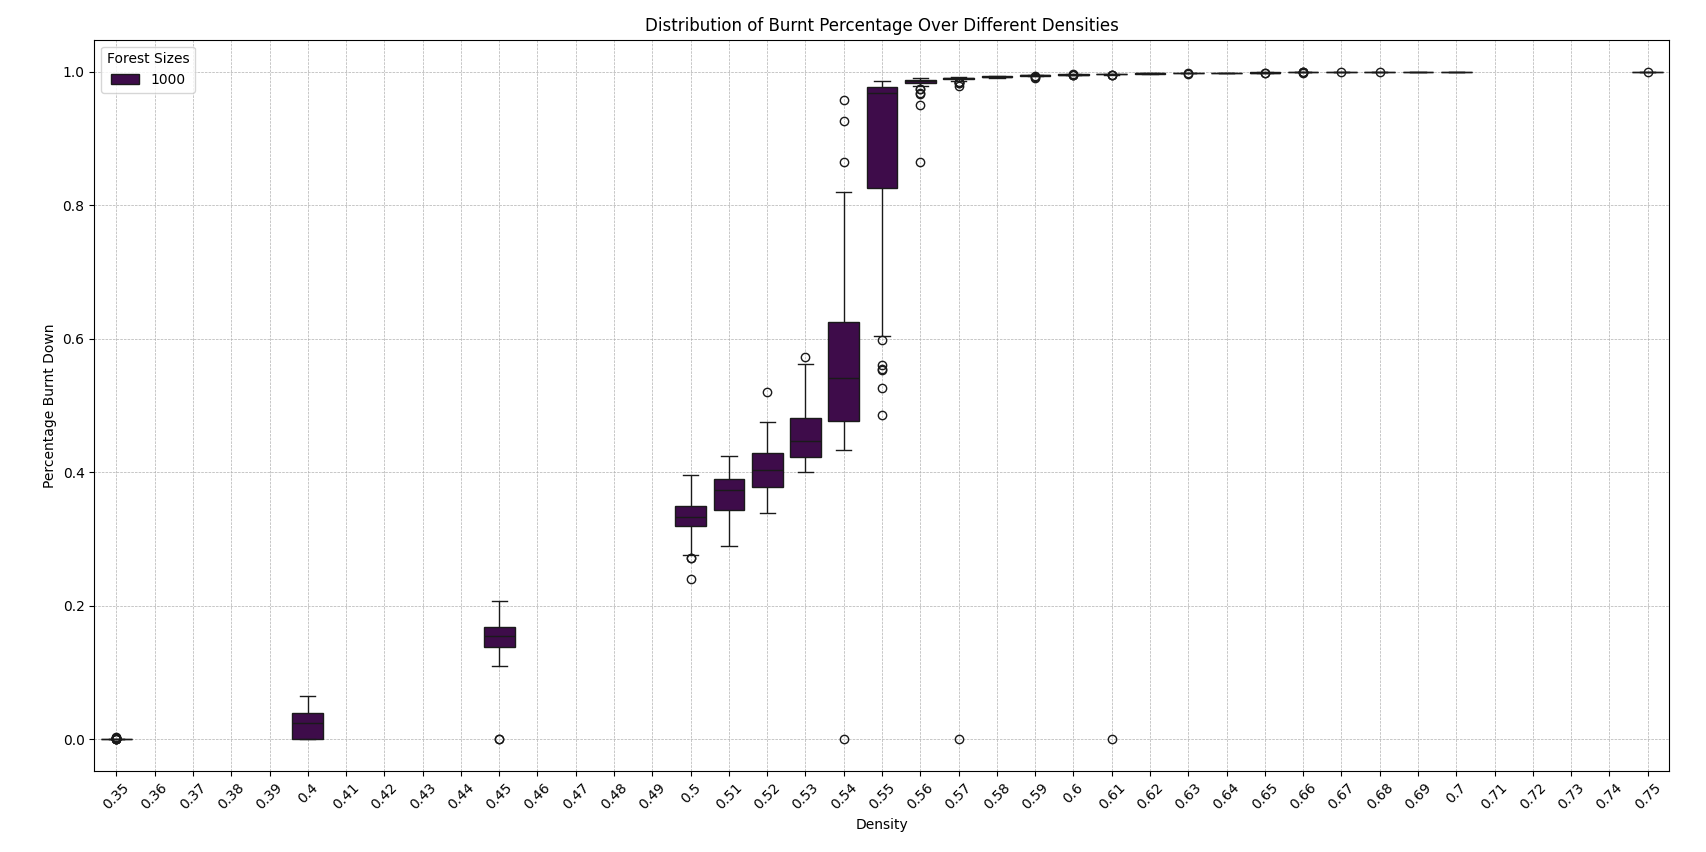 Distribution of Burnt Percentage Over Different Densities
Forest Sizes
1000
Percentage Burnt Down
1.0
0.8
0.6
0.4
0.2
0.0
0.35 0.36 0.37 0.38 0.39 0.4 0.41 0.42 0.43 0.44 0.45 0.46 0.47 0.48 0.49 0.5 0.51 0.52 0.53 0.54 0.55 0.56 0.57 0.58 0.59 0.6 0.61 0.62 0.63 0.64 0.65 0.66 0.67 0.68 0.69 0.7 0.71 0.72 0.73 0.74 0.75
Density